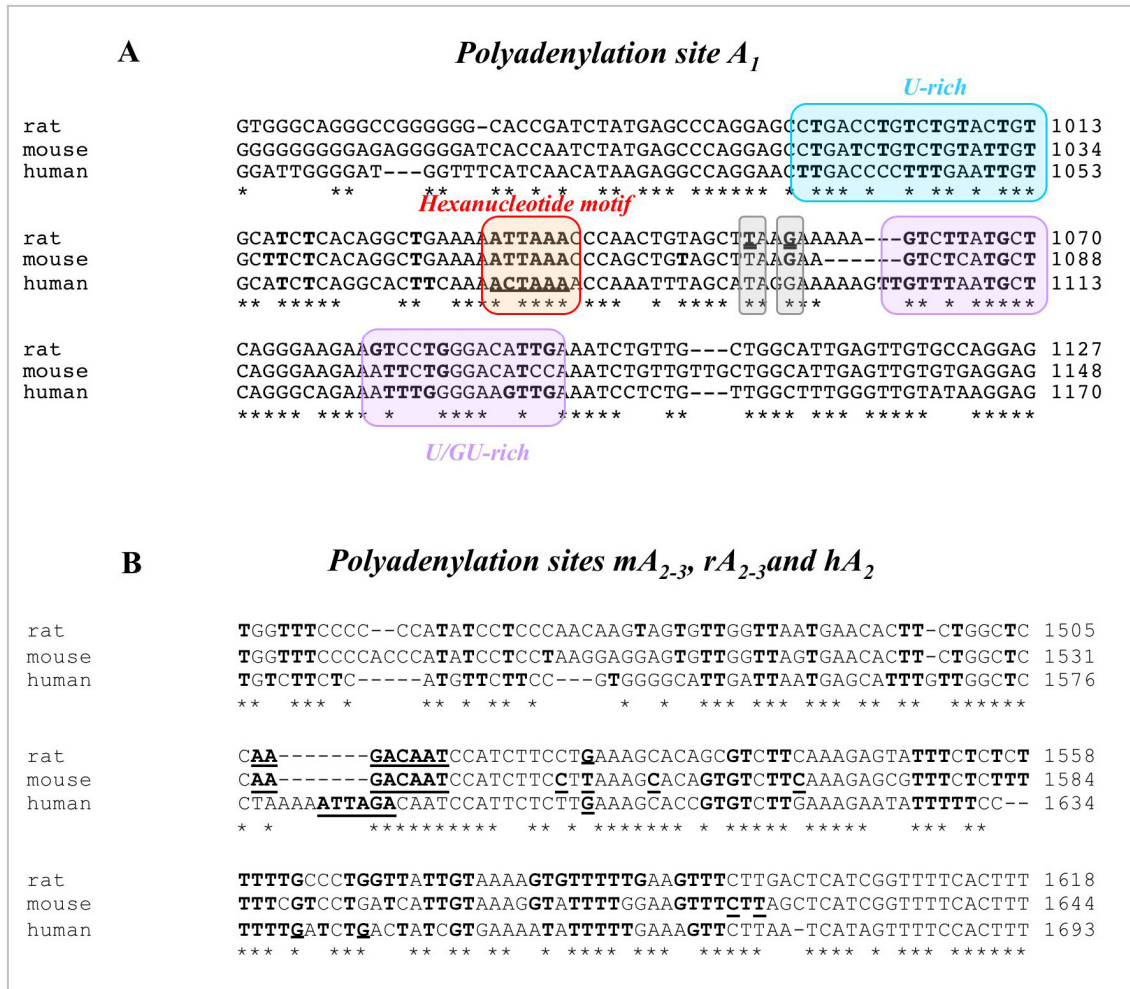 A
Polyadenylation site A1
U-rich
rat GTGGGCAGGGCCGGGGGG-CACCGATCTATGAGCCCAGGAGCCTGACCTGTCTGTACTGT 1013
mouse GGGGGGGGGAGAGGGGGATCACCAATCTATGAGCCCAGGAGCCTGATCTGTCTGTATTGT 1034
human GGATTGGGGAT---GGTTTCATCAACATAAGAGGCCAGGAACTTGACCCCTTTGAATTGT 1053
* ** ** ** * ** * ** *** ****** * *** * ** ** ***
Hexanucleotide motif
rat GCATCTCACAGGCTGAAAAATTAAACCCAACTGTAGCTTAAGAAAAA---GTCTTATGCT 1070
mouse GCTTCTCACAGGCTGAAAAATTAAACCCAGCTGTAGCTTAAGAA------GTCTCATGCT 1088
human GCATCTCAGGCACTTCAAAACTAAAACCAAATTTAGCATAGGAAAAAGTTGTTTAATGCT 1113
** **** ** **** **** *** * **** ** *** ** * *****
rat CAGGGAAGAAGTCCTGGGACATTGAAATCTGTTG---CTGGCATTGAGTTGTGCCAGGAG 1127
mouse CAGGGAAGAAATTCTGGGACATCCAAATCTGTTGTTGCTGGCATTGAGTTGTGTGAGGAG 1148
human CAGGGCAGAAATTTGGGGAAGTTGAAATCCTCTG---TTGGCTTTGGGTTGTATAAGGAG 1170
***** **** * **** * **** ** **** *** ***** *****
U/GU-rich
B
Polyadenylation sites mA2-3, rA2-3and hA2
rat TGGTTTCCCC--CCATATCCTCCCAACAAGTAGTGTTGGTTAATGAACACTT-CTGGCTC 1505
mouse TGGTTTCCCCACCCATATCCTCCTAAGGAGGAGTGTTGGTTAGTGAACACTT-CTGGCTC 1531
human TGTCTTCTC-----ATGTTCTTCC---GTGGGGCATTGATTAATGAGCATTTGTTGGCTC 1576
** *** * ** * ** * * *** *** *** ** ** ******
rat CAA-------GACAATCCATCTTCCTGAAAGCACAGCGTCTTCAAAGAGTATTTCTCTCT 1558
mouse CAA-------GACAATCCATCTTCCTTAAAGCACAGTGTCTTCAAAGAGCGTTTCTCTTT 1584
human CTAAAAATTAGACAATCCATTCTCTTGAAAGCACCGTGTCTTGAAAGAATATTTTTCC-- 1634
* * ********** ** * ******* * ***** ***** *** **
rat TTTTGCCCTGGTTATTGTAAAAGTGTTTTTGAAGTTTCTTGACTCATCGGTTTTCACTTT 1618
mouse TTTCGTCCTGATCATTGTAAAGGTATTTTGGAAGTTTCTTAGCTCATCGGTTTTCACTTT 1644
human TTTTGATCTGACTATCGTGAAAATATTTTTGAAAGTTCTTAA-TCATAGTTTTCCACTTT 1693
*** * *** ** ** ** **** *** ***** **** * *** ******